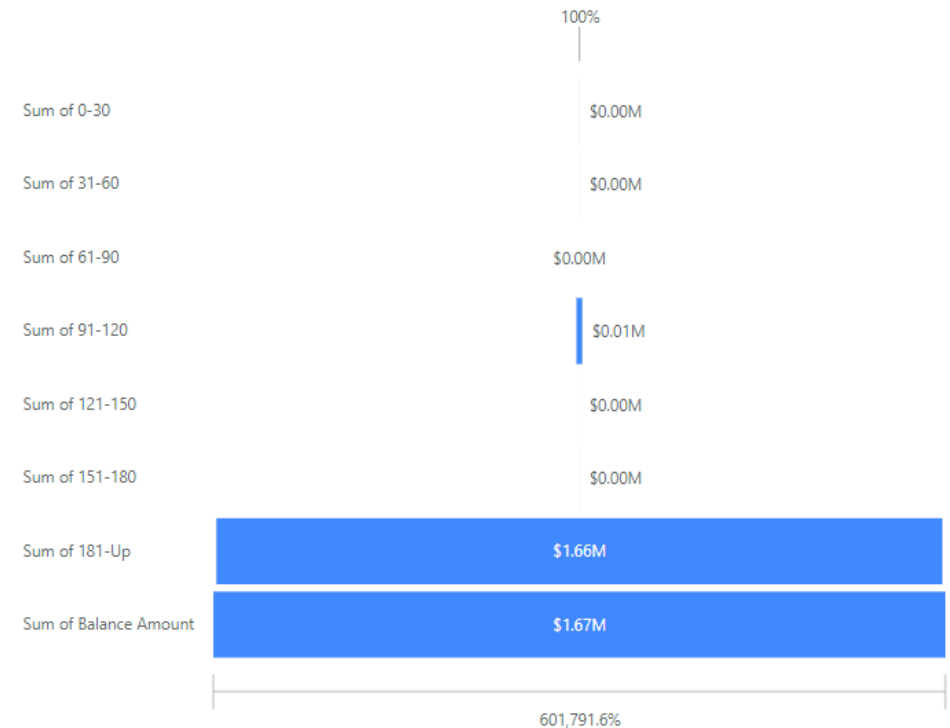 100%
Sum of 0-30 $0.00M
Sum of 31-60 $0.00M
Sum of 61-90 $0.00M
Sum of 91-120 $0.01M
Sum of 121-150 $0.00M
Sum of 151-180 $0.00M
Sum of 181-Up $1.66M
Sum of Balance Amount $1.67M
601,791.6%